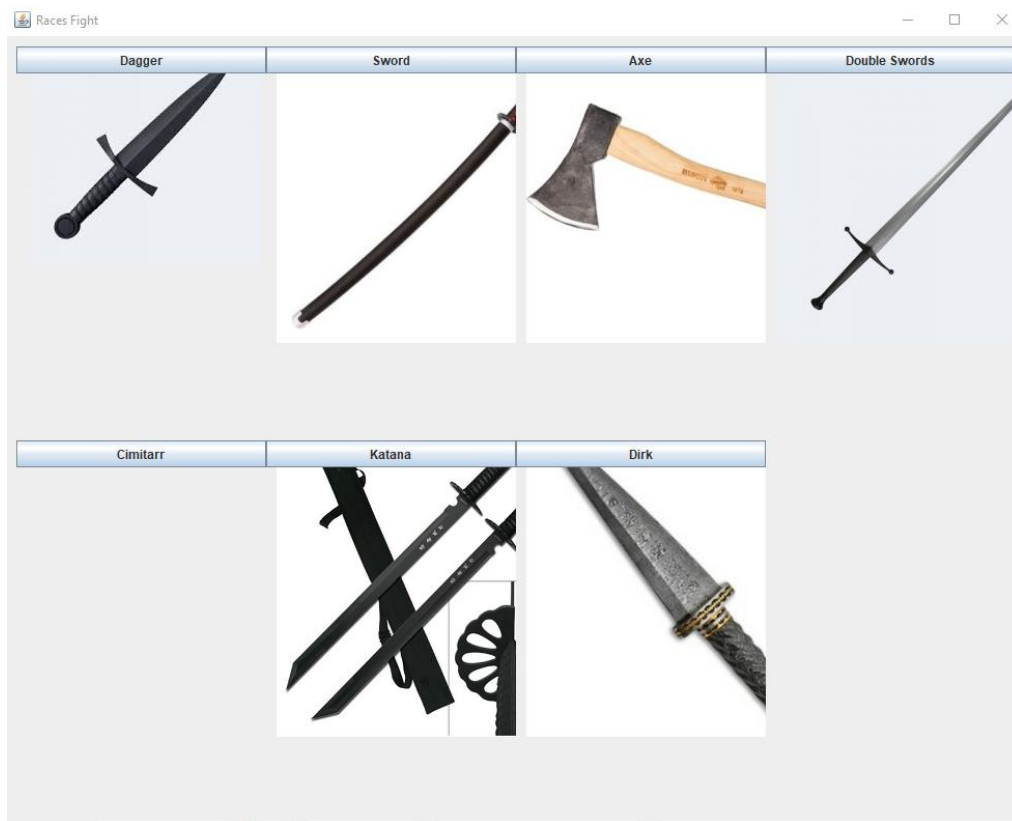 Races Fight
Dagger
Sword
Axe
Double Swords
Cimitarr
Katana
Dirk